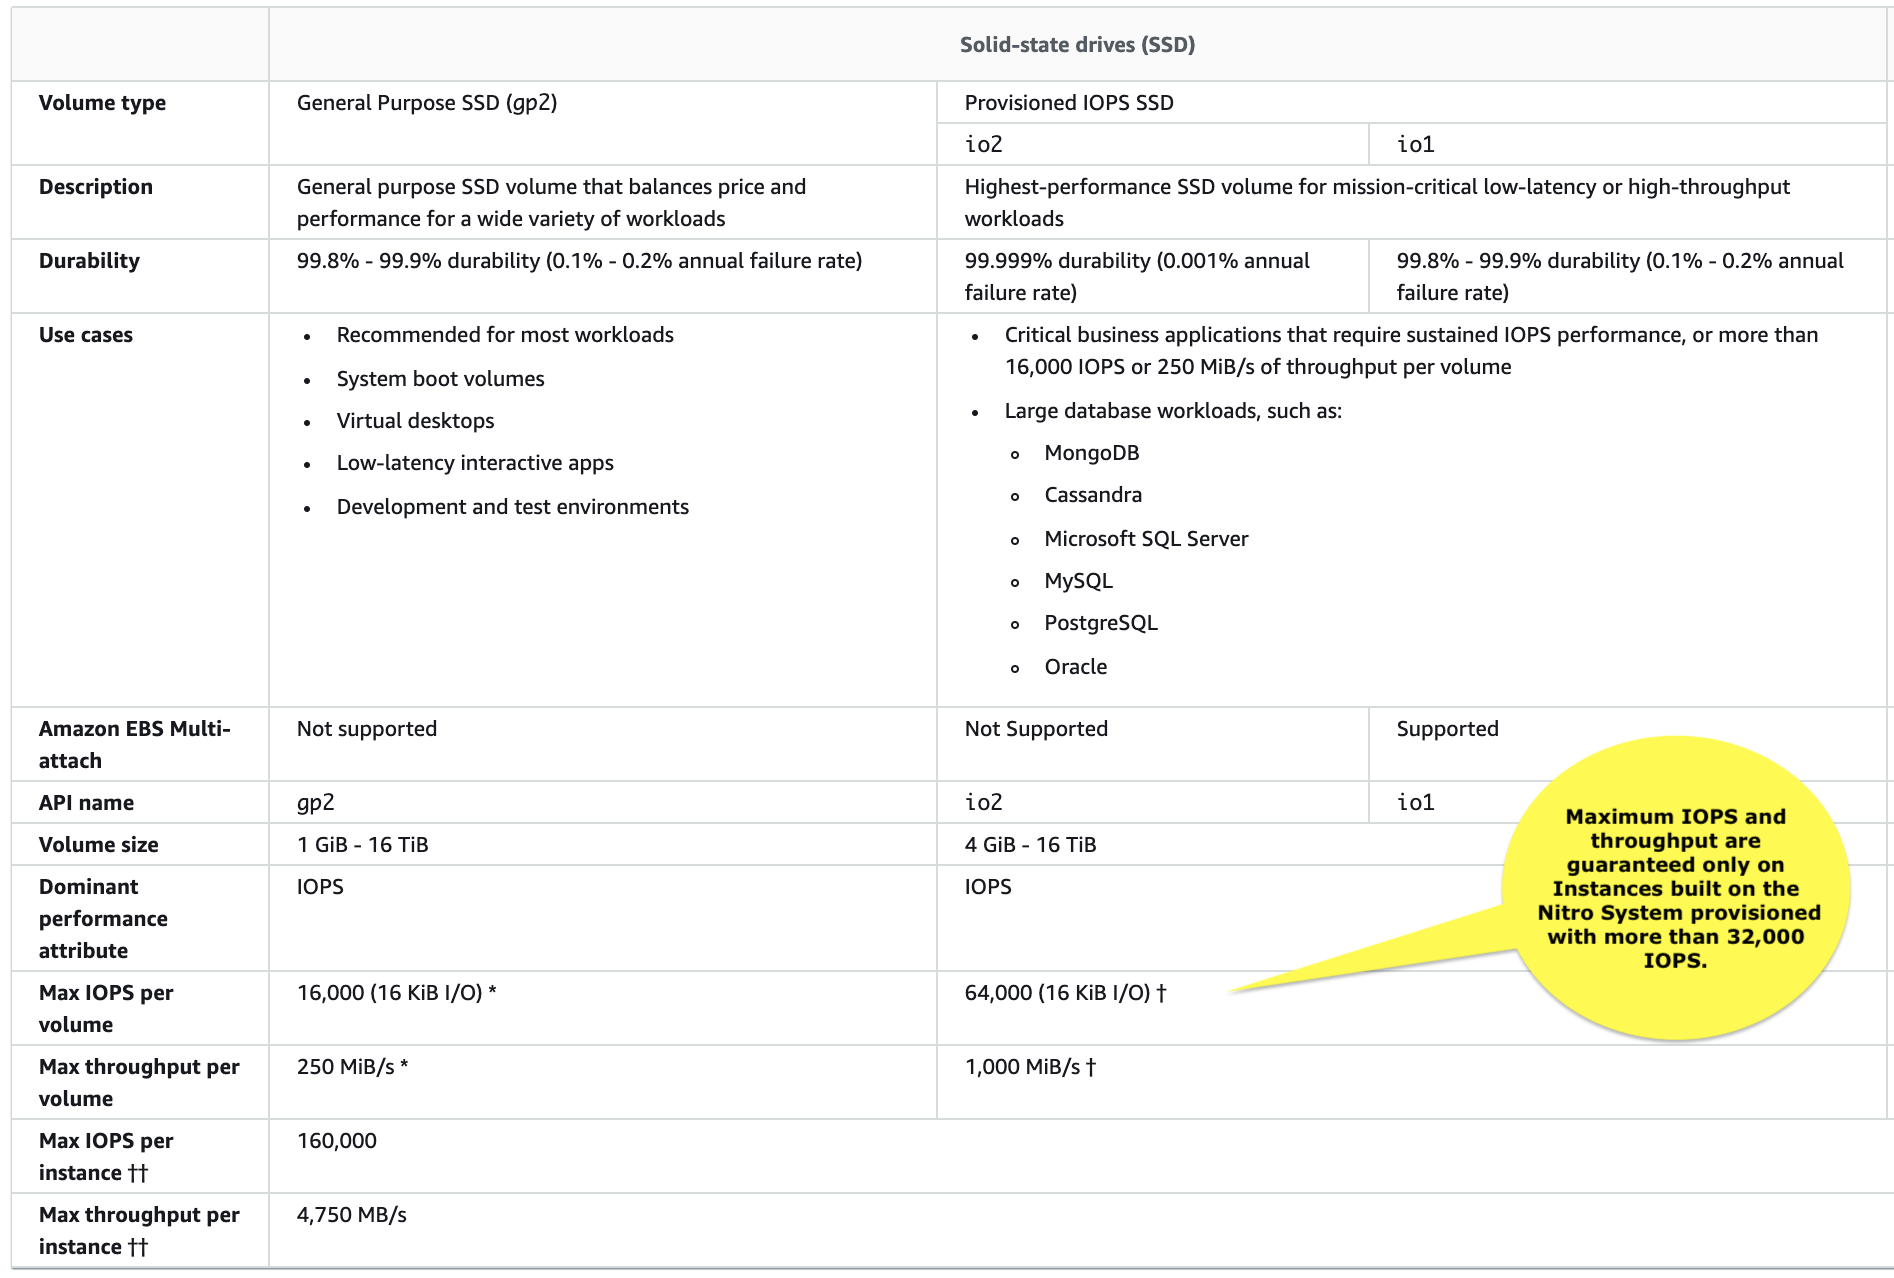 Solid-state drives (SSD)
Volume type
General Purpose SSD (gp2)
Provisioned IOPS SSD
io2
io1
Description
General purpose SSD volume that balances price and
performance for a wide variety of workloads
Highest-performance SSD volume for mission-critical low-latency or high-throughput
workloads
Durability
99.8% - 99.9% durability (0.1% - 0.2% annual failure rate)
99.999% durability (0.001% annual
failure rate)
99.8% - 99.9% durability (0.1% - 0.2% annual
failure rate)
Use cases
• Recommended for most workloads
• System boot volumes
• Virtual desktops
• Low-latency interactive apps
• Development and test environments
• Critical business applications that require sustained IOPS performance, or more than
16,000 IOPS or 250 MiB/s of throughput per volume
• Large database workloads, such as:
∘ MongoDB
∘ Cassandra
∘ Microsoft SQL Server
∘ MySQL
∘ PostgreSQL
∘ Oracle
Amazon EBS Multi-
attach
Not supported
Not Supported
Supported
API name
gp2
io2
io1
Volume size
1 GiB - 16 TiB
4 GiB - 16 TiB
Dominant
performance
attribute
IOPS
IOPS
Maximum IOPS and
throughput are
guaranteed only on
Instances built on the
Nitro System provisioned
with more than 32,000
IOPS.
Max IOPS per
volume
16,000 (16 KiB I/O) *
64,000 (16 KiB I/O) †
Max throughput per
volume
250 MiB/s *
1,000 MiB/s †
Max IOPS per
instance ††
160,000
Max throughput per
instance ††
4,750 MB/s